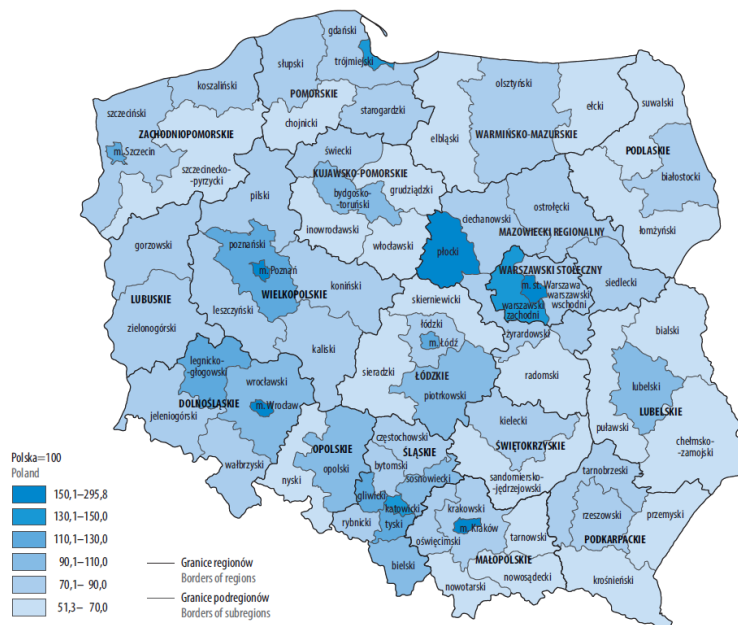 gdański
słupski
trójmiejski
koszaliński
POMORSKIE
szczeciński
starogardzki
chojnicki
ZACHODNIOPOMORSKIE
m. Szczecin
szczecinecko-
-pyrzycki
olsztyński
ełcki
suwalski
elbląski
WARMIŃSKO-MAZURSKIE
PODLASKIE
białostocki
łomżyński
świecki
KUJAWSKO-POMORSKIE
bydgosko-
-toruński
grudziądzki
inowrocławski
włocławski
pilski
gorzowski
poznański
m. Poznań
WIELKOPOLSKIE
koniński
leszczyński
kaliski
LUBUSKIE
zielonogórski
ciechanowski
ostrołęcki
MAZOWIECKI REGIONALNY
płocki
WARSZAWSKI STOŁECZNY
m. st. Warszawa
warszawski
wschodni
warszawski
zachodni
siedlecki
żyrardowski
radomski
skierniewicki
łódzki
m. Łódź
sieradzki
ŁÓDZKIE
piotrkowski
bialski
lubelski
LUBELSKIE
puławski
chełmsko-
-zamojski
legnicko-
-głogowski
wrocławski
m. Wrocław
DOLNOŚLĄSKIE
jeleniogórski
wałbrzyski
OPOLSKIE
opolski
nyski
częstochowski
ŚLĄSKIE
bytomski
sosnowiecki
gliwicki
katowicki
tyski
rybnicki
bielski
kielecki
ŚWIĘTOKRZYSKIE
sandomiersko-
-jędrzejowski
krakowski
m. Kraków
oświęcimski
tarnowski
MAŁOPOLSKIE
nowosądecki
nowotarski
tarnobrzeski
rzeszowski
przemyski
PODKARPACKIE
krośnieński
Polska=100
Poland
150,1–295,8
130,1–150,0
110,1–130,0
90,1–110,0
70,1– 90,0
51,3– 70,0
Granice regionów
Borders of regions
Granice podregionów
Borders of subregions